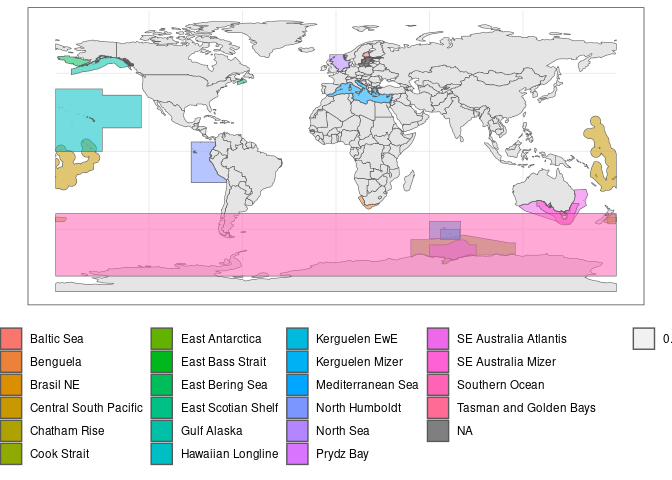 Baltic Sea
Benguela
Brasil NE
Central South Pacific
Chatham Rise
Cook Strait
East Antarctica
East Bass Strait
East Bering Sea
East Scotian Shelf
Gulf Alaska
Hawaiian Longline
Kerguelen EwE
Kerguelen Mizer
Mediterranean Sea
North Humboldt
North Sea
Prydz Bay
SE Australia Atlantis
SE Australia Mizer
Southern Ocean
Tasman and Golden Bays
NA
0.